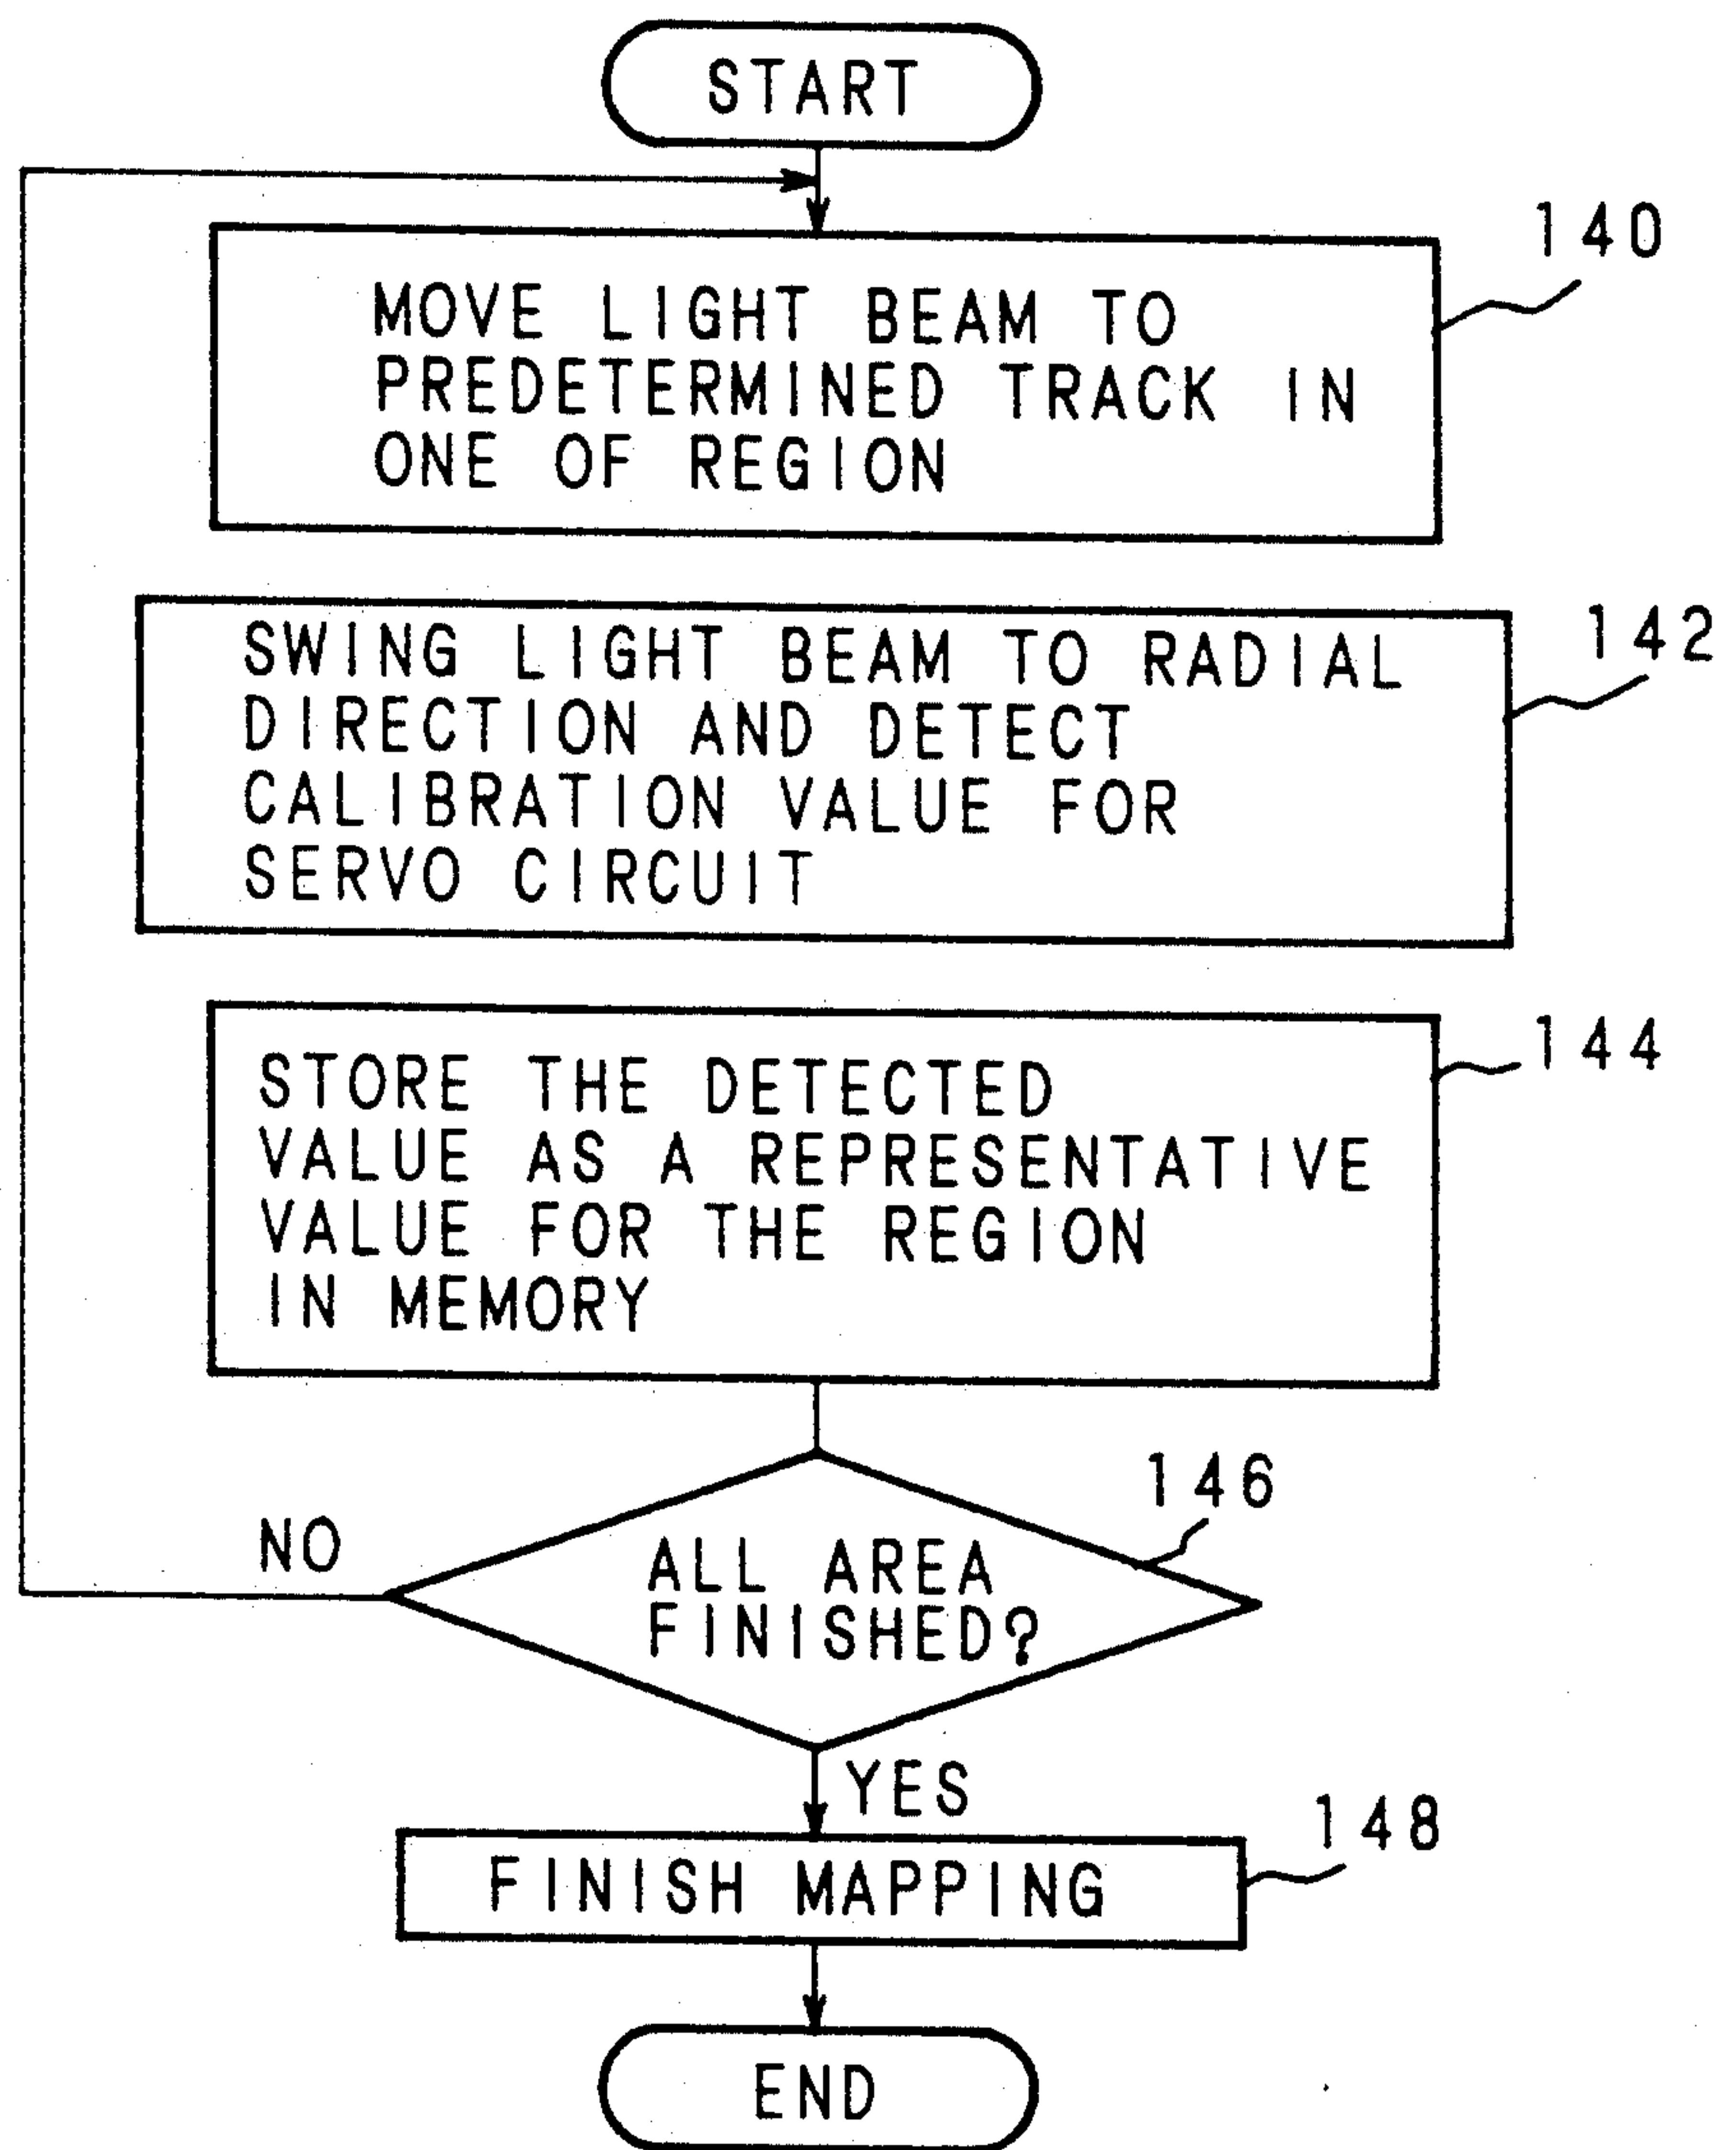 START
140
MOVE LIGHT BEAM TO
PREDETERMINED TRACK IN
ONE OF REGION
142
SWING LIGHT BEAM TO RADIAL
DIRECTION AND DETECT
CALIBRATION VALUE FOR
SERVO CIRCUIT
144
STORE THE DETECTED
VALUE AS A REPRESENTATIVE
VALUE FOR THE REGION
IN MEMORY
146
NO
ALL AREA
FINISHED?
YES
148
FINISH MAPPING
END